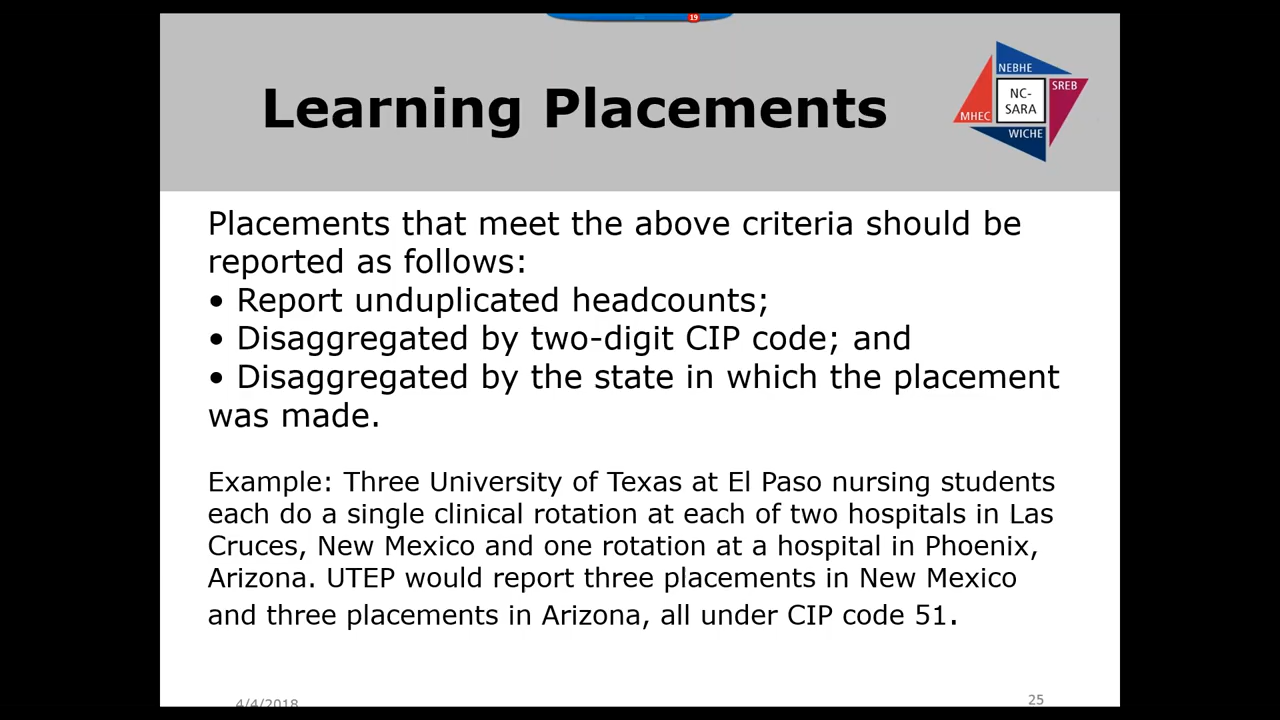 19
Learning Placements
NEBHE
SREB
NC-
SARA
MHEC
WICHE
Placements that meet the above criteria should be
reported as follows:
• Report unduplicated headcounts;
• Disaggregated by two-digit CIP code; and
• Disaggregated by the state in which the placement
was made.
Example: Three University of Texas at El Paso nursing students
each do a single clinical rotation at each of two hospitals in Las
Cruces, New Mexico and one rotation at a hospital in Phoenix,
Arizona. UTEP would report three placements in New Mexico
and three placements in Arizona, all under CIP code 51.
4/4/2018
25